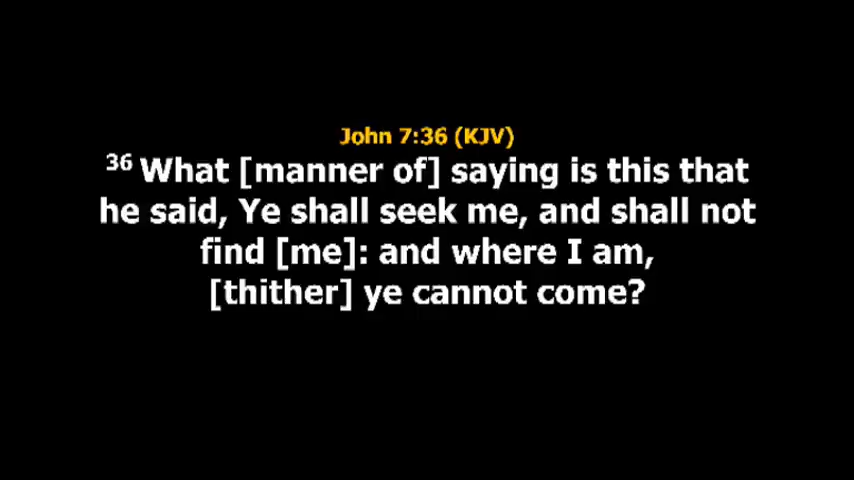 John 7:36 (KJV)
36 What [manner of] saying is this that
he said, Ye shall seek me, and shall not
find [me]: and where I am,
[thither] ye cannot come?